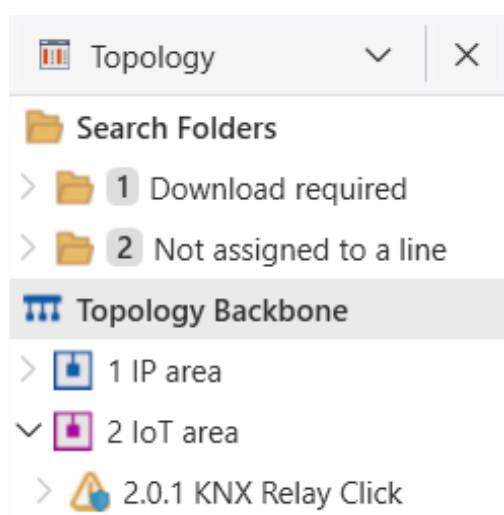 Topology
Search Folders
1 Download required
2 Not assigned to a line
Topology Backbone
1 IP area
2 IoT area
2.0.1 KNX Relay Click